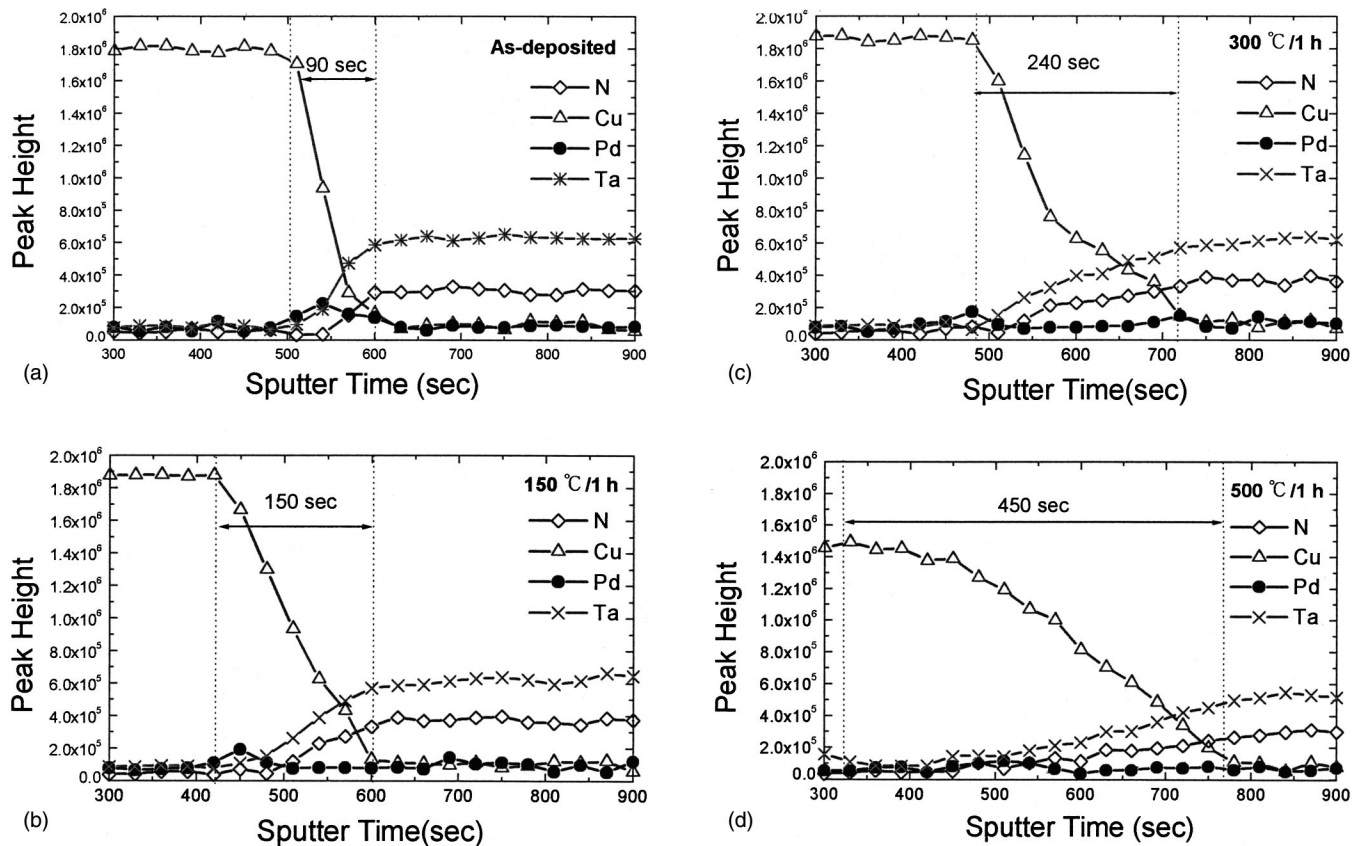 2.0x10⁶
1.8x10⁶
1.6x10⁶
1.4x10⁶
1.2x10⁶
1.0x10⁶
8.0x10⁵
6.0x10⁵
4.0x10⁵
2.0x10⁵
0.0
Peak Height
As-deposited
90 sec
N
Cu
Pd
Ta
300 400 500 600 700 800 900
(a)
Sputter Time (sec)
1.8x10⁶
1.6x10⁶
1.4x10⁶
1.2x10⁶
1.0x10⁶
8.0x10⁵
6.0x10⁵
4.0x10⁵
2.0x10⁵
0.0
Peak Height
300 ℃/1 h
240 sec
N
Cu
Pd
Ta
300 400 500 600 700 800 900
(c)
Sputter Time(sec)
2.0x10⁶
1.8x10⁶
1.6x10⁶
1.4x10⁶
1.2x10⁶
1.0x10⁶
8.0x10⁵
6.0x10⁵
4.0x10⁵
2.0x10⁵
0.0
Peak Height
150 ℃/1 h
150 sec
N
Cu
Pd
Ta
300 400 500 600 700 800 900
(b)
Sputter Time(sec)
2.0x10⁶
1.8x10⁶
1.6x10⁶
1.4x10⁶
1.2x10⁶
1.0x10⁶
8.0x10⁵
6.0x10⁵
4.0x10⁵
2.0x10⁵
0.0
Peak Height
500 ℃/1 h
450 sec
N
Cu
Pd
Ta
300 400 500 600 700 800 900
(d)
Sputter Time (sec)